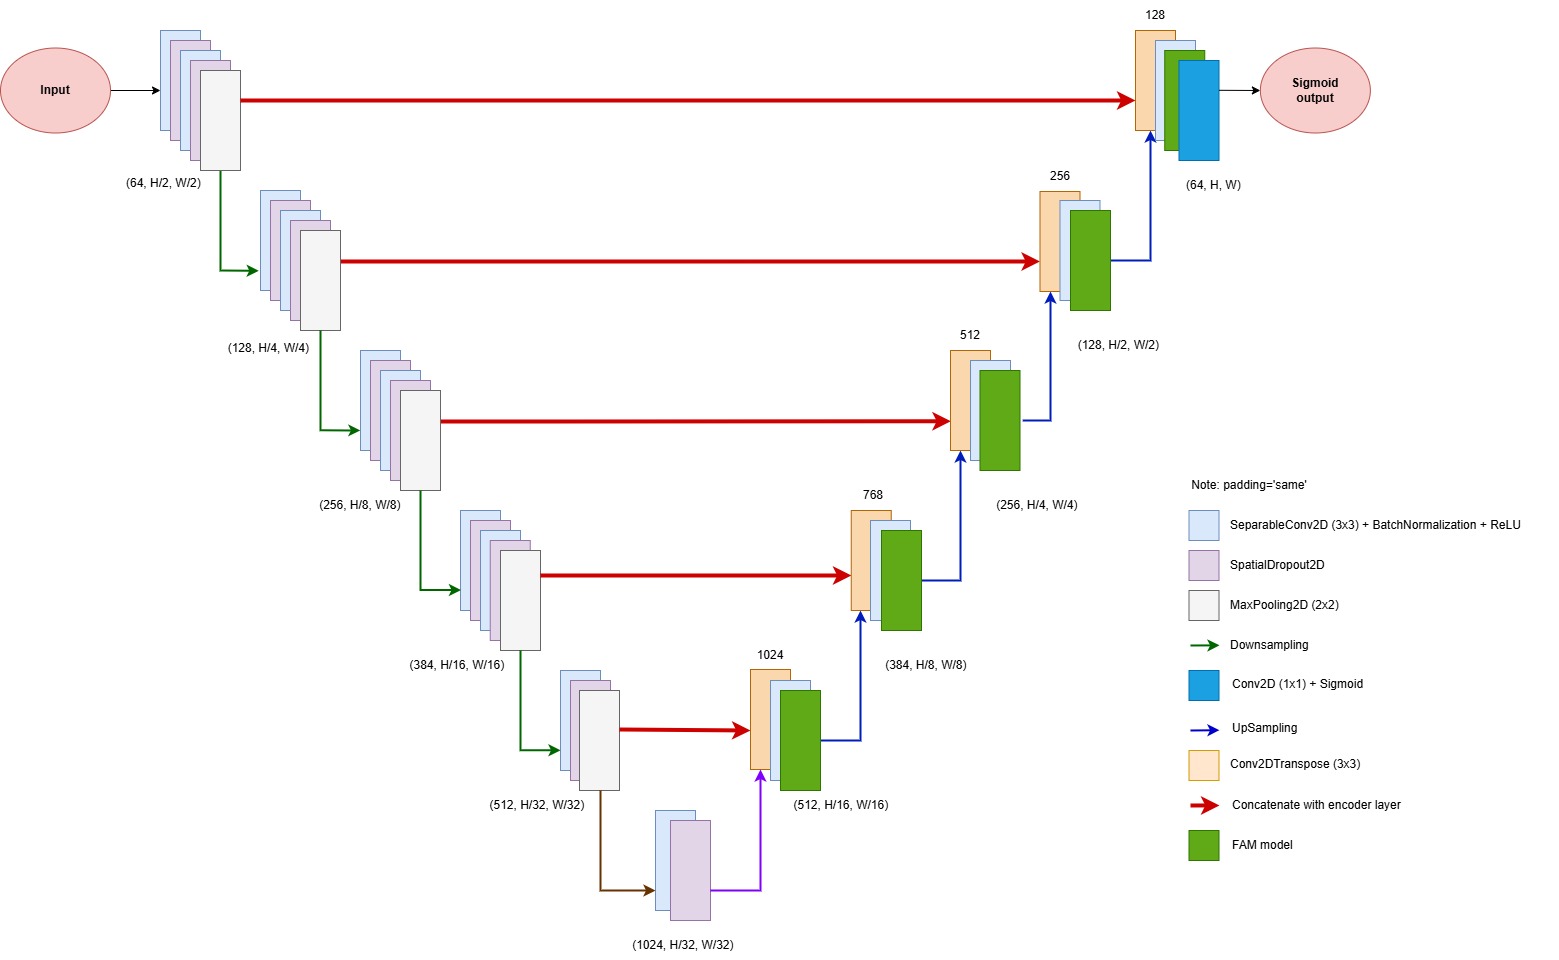 128
Input
Sigmoid
output
(64, H/2, W/2)
(64, H, W)
256
(128, H/4, W/4)
(128, H/2, W/2)
512
(256, H/8, W/8)
(256, H/4, W/4)
768
(384, H/16, W/16)
(384, H/8, W/8)
1024
(512, H/32, W/32)
(512, H/16, W/16)
(1024, H/32, W/32)
Note: padding='same'
SeparableConv2D (3x3) + BatchNormalization + ReLU
SpatialDropout2D
MaxPooling2D (2x2)
Downsampling
Conv2D (1x1) + Sigmoid
UpSampling
Conv2DTranspose (3x3)
Concatenate with encoder layer
FAM model